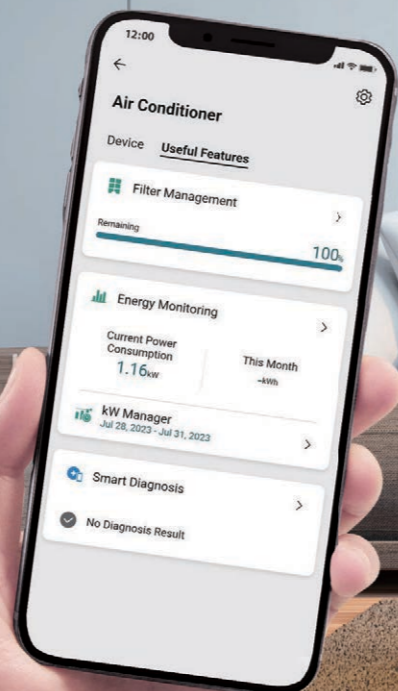 12:00
Air Conditioner
Device Useful Features
Filter Management
Remaining
100%
Energy Monitoring
Current Power
Consumption
1.16kW
This Month
-kWh
kW Manager
Jul 28, 2023 - Jul 31, 2023
Smart Diagnosis
No Diagnosis Result